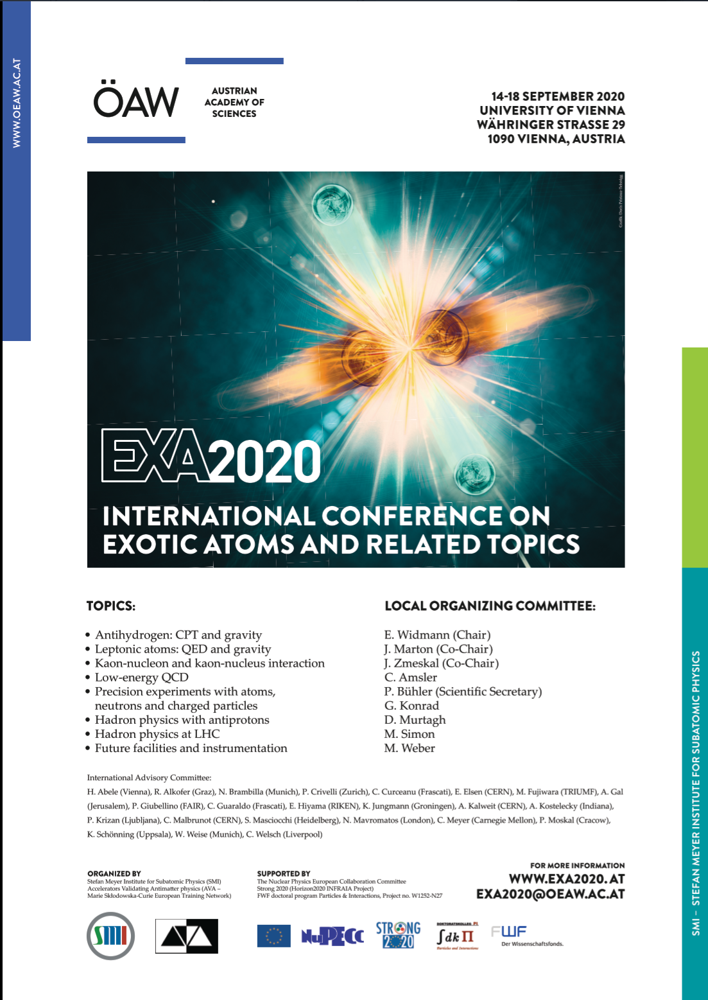 WWW.OEAW.AC.AT
ÖAW
AUSTRIAN
ACADEMY OF
SCIENCES
14-18 SEPTEMBER 2020
UNIVERSITY OF VIENNA
WÄHRINGER STRASSE 29
1090 VIENNA, AUSTRIA
EXA2020
INTERNATIONAL CONFERENCE ON
EXOTIC ATOMS AND RELATED TOPICS
TOPICS:
• Antihydrogen: CPT and gravity
• Leptonic atoms: QED and gravity
• Kaon-nucleon and kaon-nucleus interaction
• Low-energy QCD
• Precision experiments with atoms,
neutrons and charged particles
• Hadron physics with antiprotons
• Hadron physics at LHC
• Future facilities and instrumentation
LOCAL ORGANIZING COMMITTEE:
E. Widmann (Chair)
J. Marton (Co-Chair)
J. Zmeskal (Co-Chair)
C. Amsler
P. Bühler (Scientific Secretary)
G. Konrad
D. Murtagh
M. Simon
M. Weber
International Advisory Committee:
H. Abele (Vienna), R. Alkofer (Graz), N. Brambilla (Munich), P. Crivelli (Zurich), C. Curceanu (Frascati), E. Elsen (CERN), M. Fujiwara (TRIUMF), A. Gal
(Jerusalem), P. Giubellino (FAIR), C. Guaraldo (Frascati), E. Hiyama (RIKEN), K. Jungmann (Groningen), A. Kalweit (CERN), A. Kostelecky (Indiana),
P. Krizan (Ljubljana), C. Malbrunot (CERN), S. Masciocchi (Heidelberg), N. Mavromatos (London), C. Meyer (Carnegie Mellon), P. Moskal (Cracow),
K. Schönning (Uppsala), W. Weise (Munich), C. Welsch (Liverpool)
ORGANIZED BY
Stefan Meyer Institute for Subatomic Physics (SMI)
Accelerators Validating Antimatter physics (AVA –
Marie Skłodowska-Curie European Training Network)
SUPPORTED BY
The Nuclear Physics European Collaboration Committee
Strong 2020 (Horizon2020 INFRAIA Project)
FWF doctoral program Particles & Interactions, Project no. W1252-N27
FOR MORE INFORMATION
WWW.EXA2020.AT
EXA2020@OEAW.AC.AT
SMI
AVA
NuPECC
STRONG
2020
DOKTORATSKOLLEG PI
∫dk Π
Particles and Interactions
FWF
Der Wissenschaftsfonds.
SMI – STEFAN MEYER INSTITUTE FOR SUBATOMIC PHYSICS